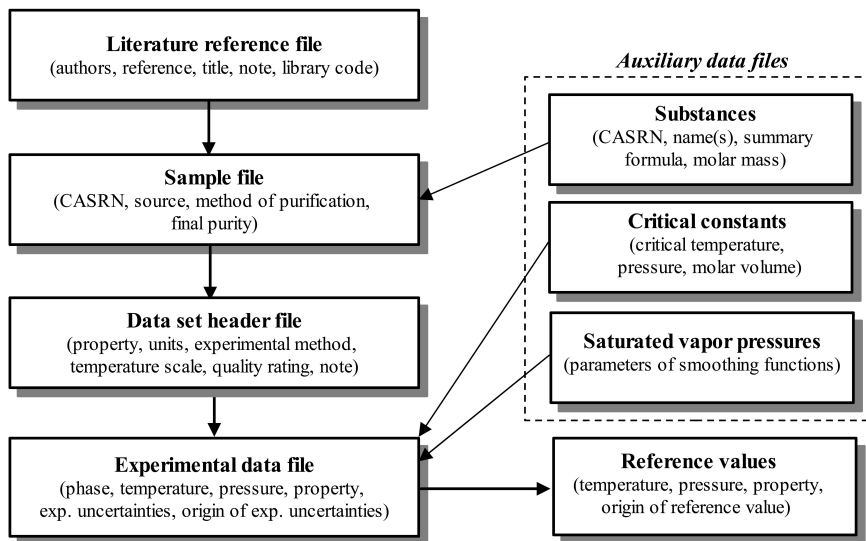 Literature reference file
(authors, reference, title, note, library code)
Sample file
(CASRN, source, method of purification,
final purity)
Data set header file
(property, units, experimental method,
temperature scale, quality rating, note)
Experimental data file
(phase, temperature, pressure, property,
exp. uncertainties, origin of exp. uncertainties)
Auxiliary data files
Substances
(CASRN, name(s), summary
formula, molar mass)
Critical constants
(critical temperature,
pressure, molar volume)
Saturated vapor pressures
(parameters of smoothing functions)
Reference values
(temperature, pressure, property,
origin of reference value)